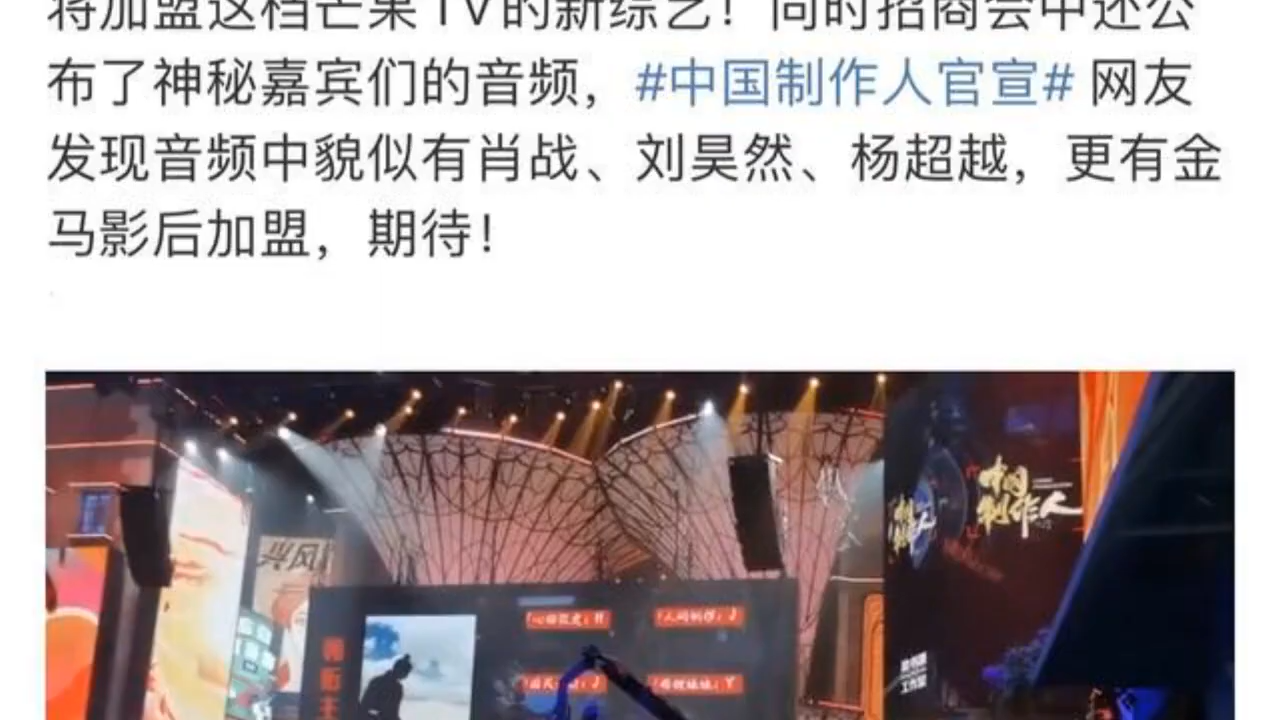 将加盟这档芒果TV的新综艺！同时招商会中还公
布了神秘嘉宾们的音频，#中国制作人官宣# 网友
发现音频中貌似有肖战、刘昊然、杨超越，更有金
马影后加盟，期待！
中国
制作人
兴风